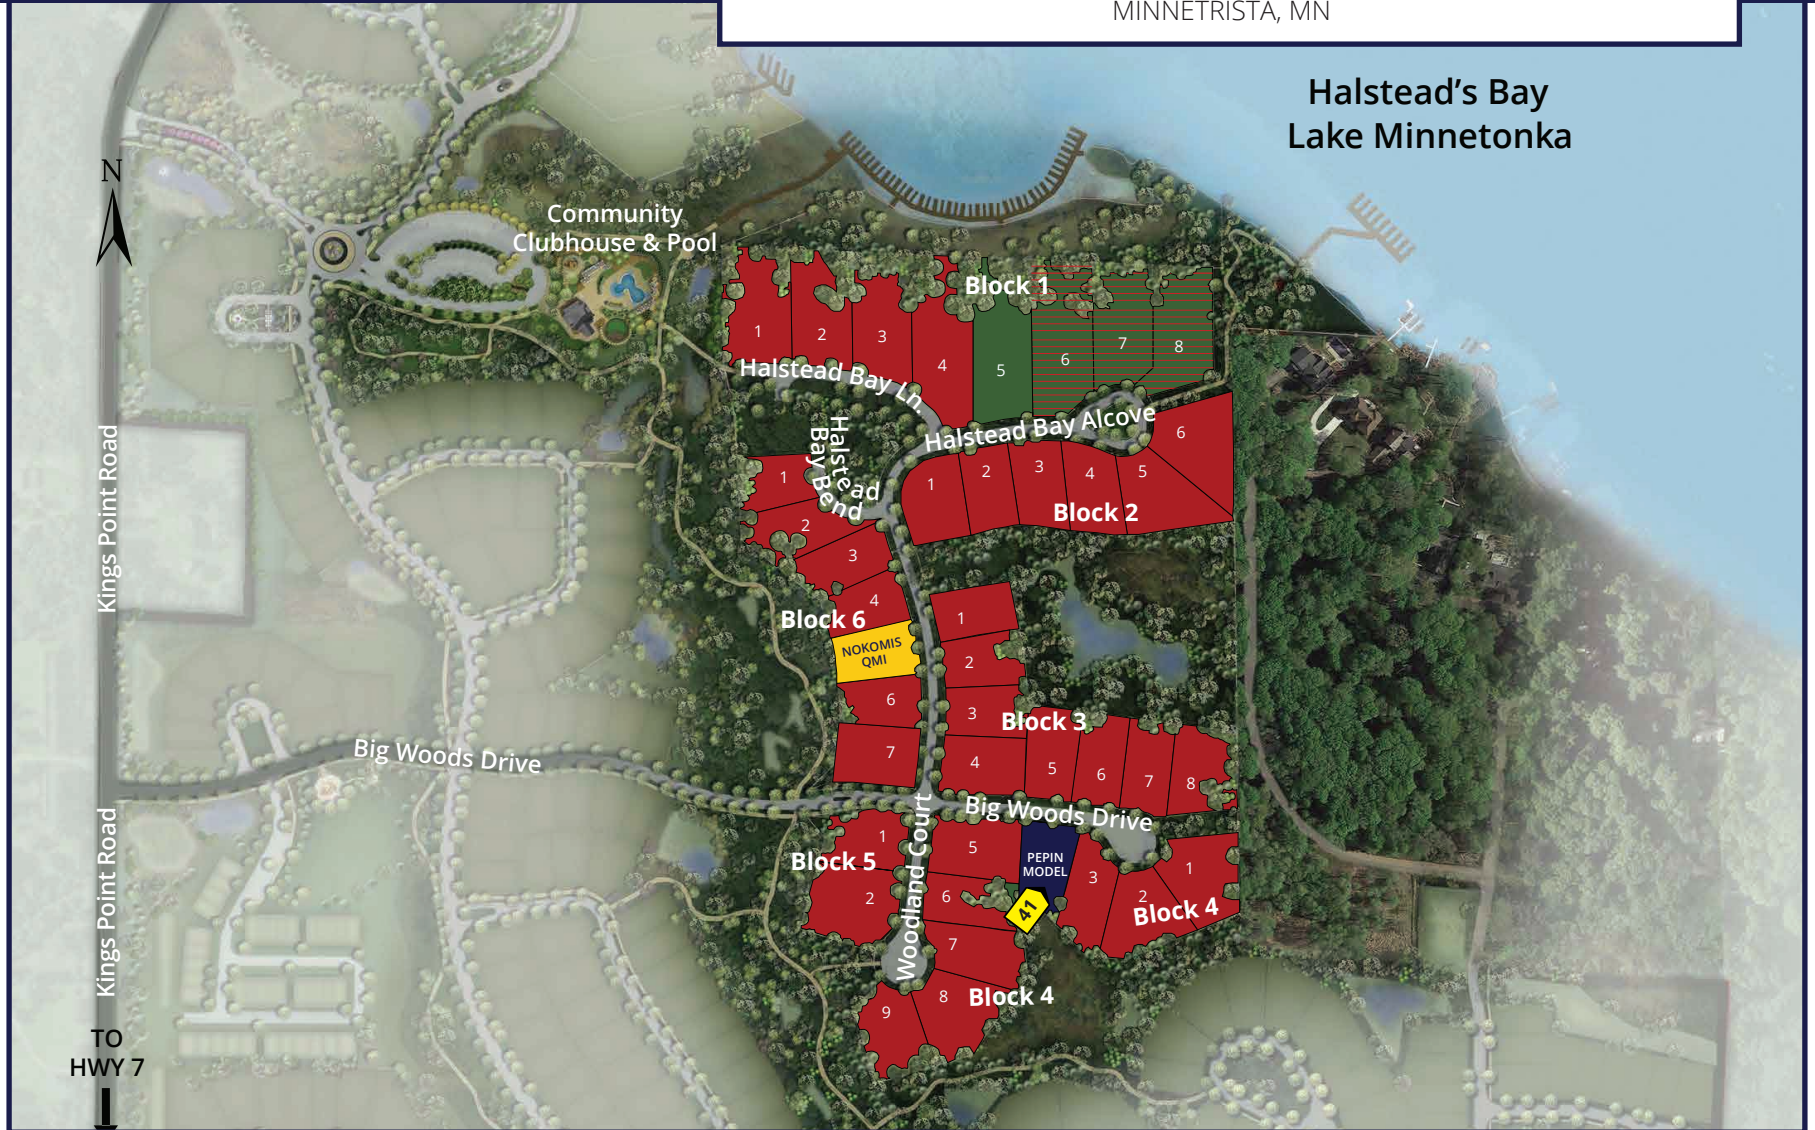 MINNETRISTA, MN
Halstead's Bay
Lake Minnetonka
N
Community
Clubhouse & Pool
Block 1
1
2
3
4
5
6
7
8
Halstead Bay Ln.
Halstead Bay Alcove
Halstead
Bay Bend
1
2
3
4
5
6
Block 2
1
2
3
4
Block 6
NOKOMIS
QMI
6
7
1
2
3
Block 3
4
5
6
7
8
Kings Point Road
Big Woods Drive
Big Woods Drive
Woodland Court
Block 5
1
2
5
PEPIN
MODEL
3
2
1
Block 4
6
41
7
8
9
Block 4
Kings Point Road
TO
HWY 7